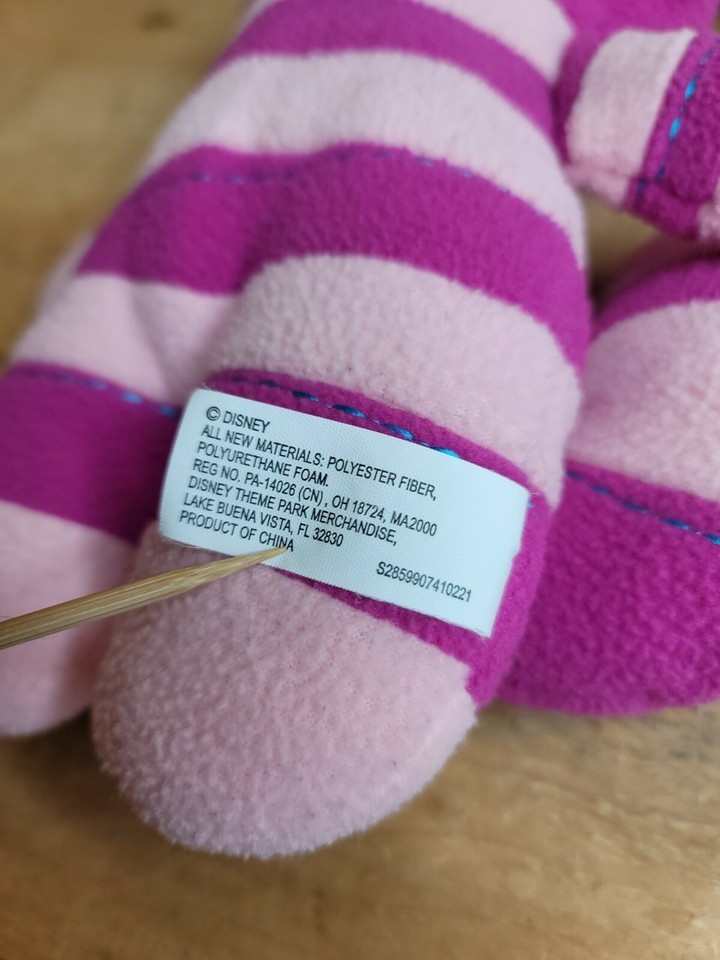 © DISNEY
ALL NEW MATERIALS: POLYESTER FIBER,
POLYURETHANE FOAM.
REG NO. PA-14026 (CN), OH 18724, MA2000
DISNEY THEME PARK MERCHANDISE,
LAKE BUENA VISTA, FL 32830
PRODUCT OF CHINA
S2859907410221